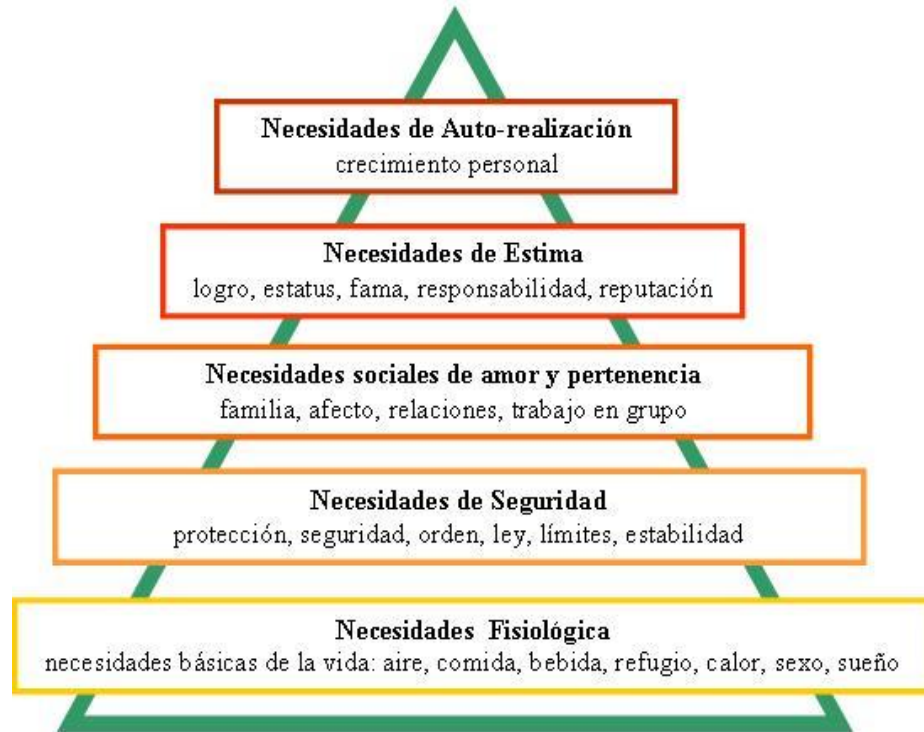 Necesidades de Auto-realización
crecimiento personal
Necesidades de Estima
logro, estatus, fama, responsabilidad, reputación
Necesidades sociales de amor y pertenencia
familia, afecto, relaciones, trabajo en grupo
Necesidades de Seguridad
protección, seguridad, orden, ley, límites, estabilidad
Necesidades Fisiológica
necesidades básicas de la vida: aire, comida, bebida, refugio, calor, sexo, sueño